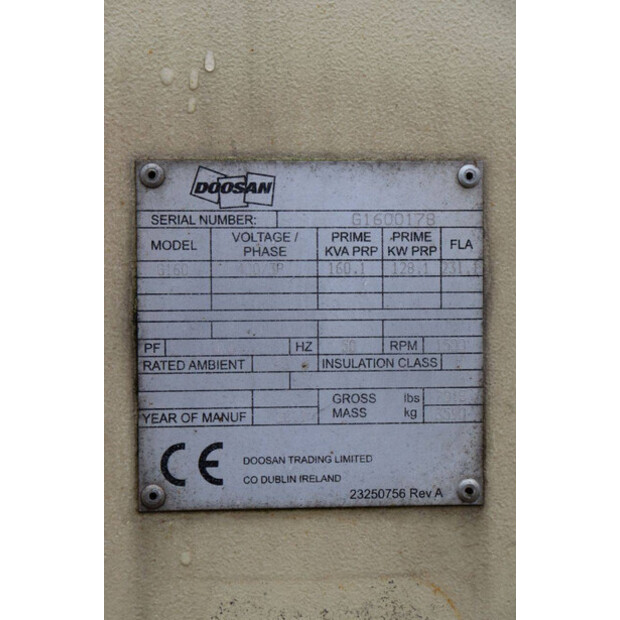 DOOSAN
SERIAL NUMBER: G1600178
MODEL VOLTAGE / PHASE PRIME KVA PRP PRIME KW PRP FLA
G160 160.1 128.1
PF HZ 50 RPM
RATED AMBIENT INSULATION CLASS
GROSS MASS lbs
YEAR OF MANUF kg
CE DOOSAN TRADING LIMITED
CO DUBLIN IRELAND
23250756 Rev A